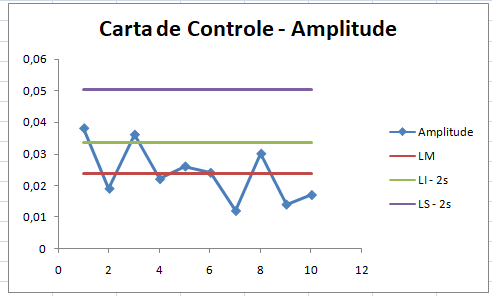 Carta de Controle - Amplitude
0,06
0,05
0,04
0,03
0,02
0,01
0
0 2 4 6 8 10 12
Amplitude
LM
LI - 2s
LS - 2s